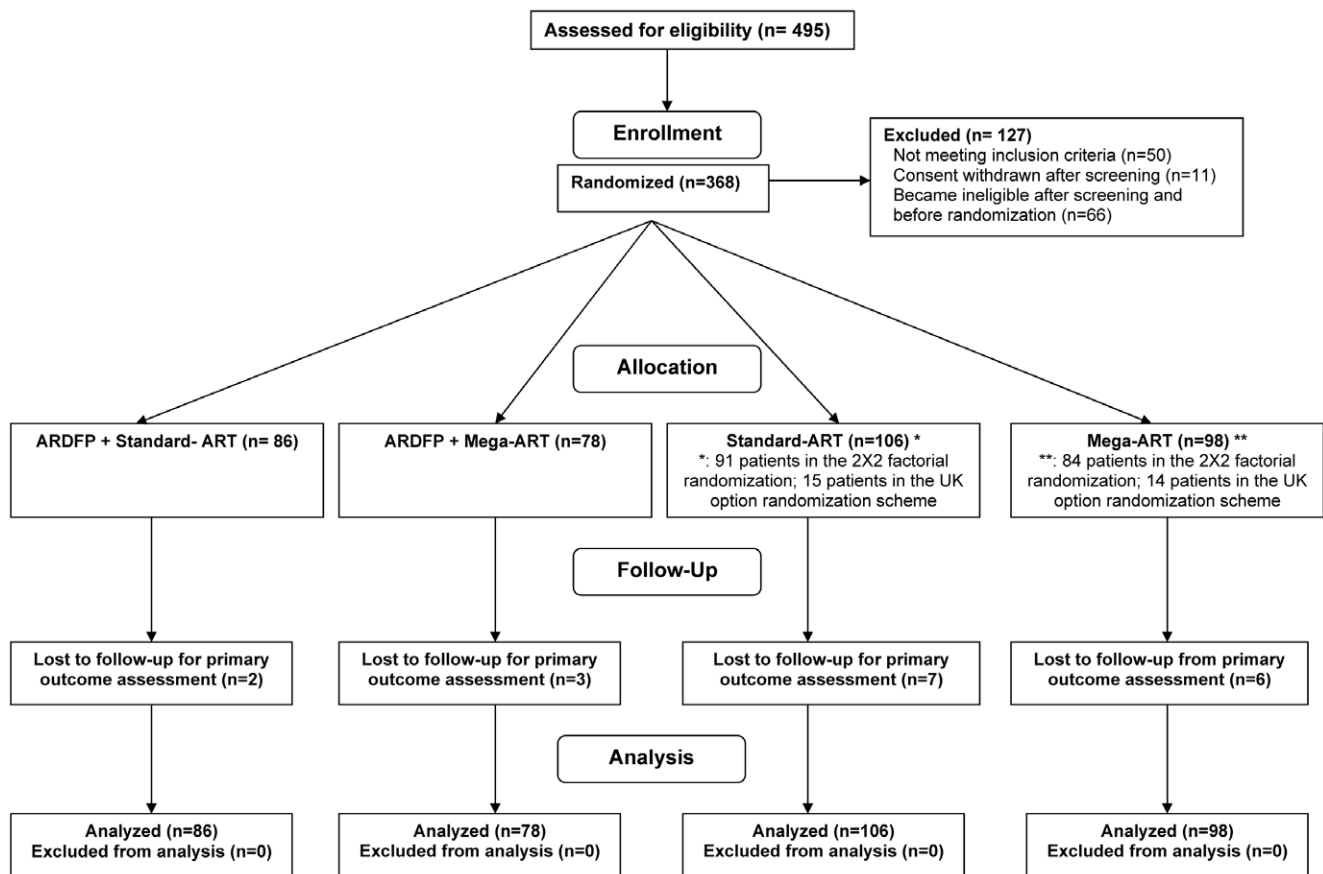 Assessed for eligibility (n= 495)
Enrollment
Randomized (n=368)
Excluded (n= 127)
Not meeting inclusion criteria (n=50)
Consent withdrawn after screening (n=11)
Became ineligible after screening and
before randomization (n=66)
Allocation
ARDFP + Standard- ART (n= 86)
ARDFP + Mega-ART (n=78)
Standard-ART (n=106) *
*: 91 patients in the 2X2 factorial
randomization; 15 patients in the UK
option randomization scheme
Mega-ART (n=98) **
**: 84 patients in the 2X2 factorial
randomization; 14 patients in the UK
option randomization scheme
Follow-Up
Lost to follow-up for primary
outcome assessment (n=2)
Lost to follow-up for primary
outcome assessment (n=3)
Lost to follow-up for primary
outcome assessment (n=7)
Lost to follow-up from primary
outcome assessment (n=6)
Analysis
Analyzed (n=86)
Excluded from analysis (n=0)
Analyzed (n=78)
Excluded from analysis (n=0)
Analyzed (n=106)
Excluded from analysis (n=0)
Analyzed (n=98)
Excluded from analysis (n=0)